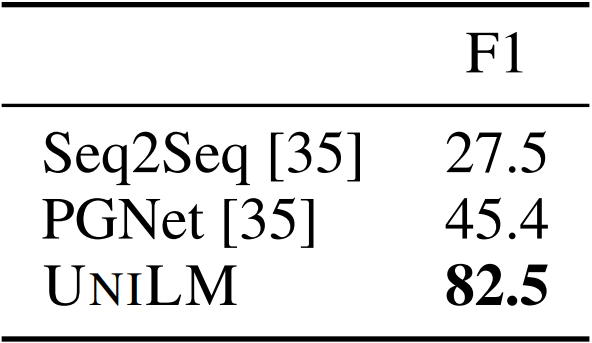 F1
Seq2Seq [35] 27.5
PGNet [35] 45.4
UNILM 82.5